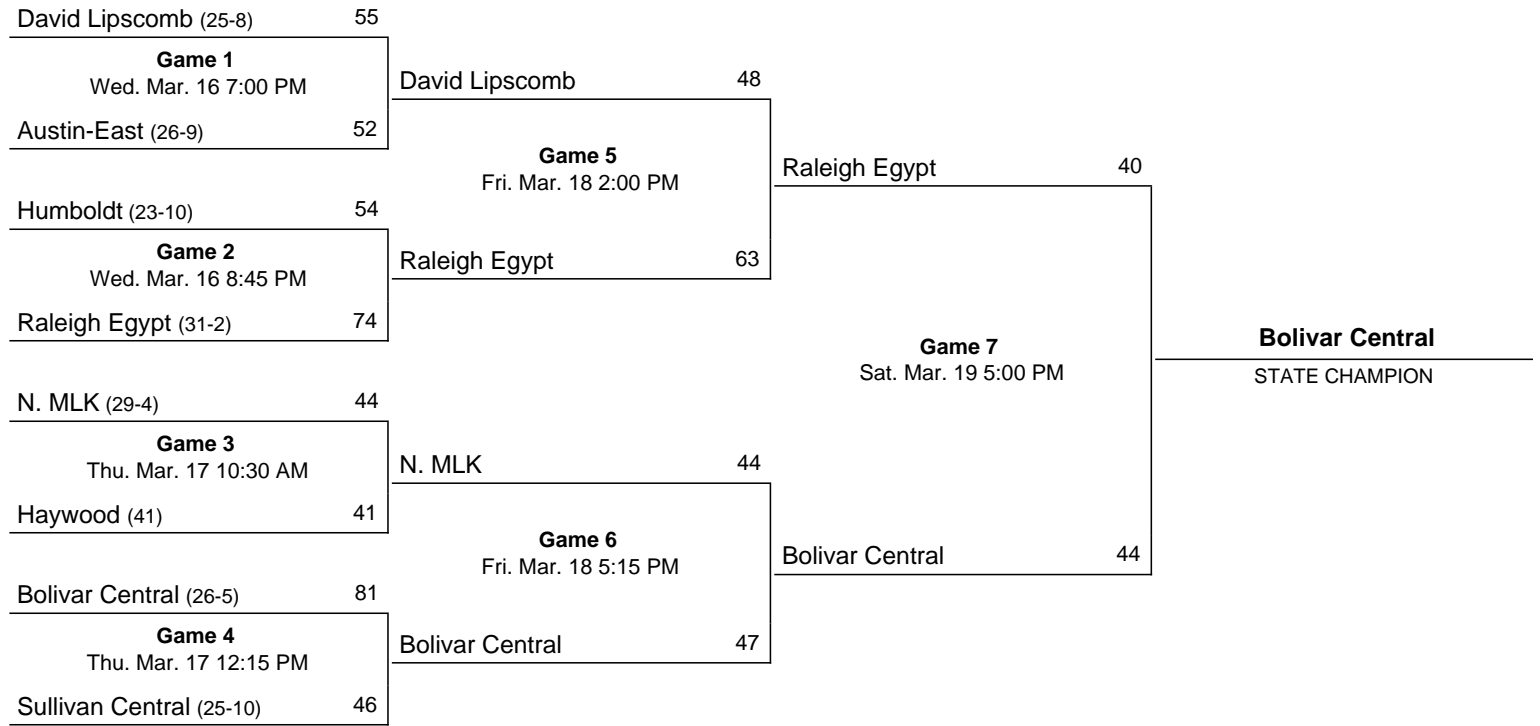 David Lipscomb (25-8) 55
Game 1
Wed. Mar. 16 7:00 PM
Austin-East (26-9) 52
Humboldt (23-10) 54
Game 2
Wed. Mar. 16 8:45 PM
Raleigh Egypt (31-2) 74
N. MLK (29-4) 44
Game 3
Thu. Mar. 17 10:30 AM
Haywood (41) 41
Bolivar Central (26-5) 81
Game 4
Thu. Mar. 17 12:15 PM
Sullivan Central (25-10) 46
David Lipscomb 48
Game 5
Fri. Mar. 18 2:00 PM
Raleigh Egypt 63
N. MLK 44
Game 6
Fri. Mar. 18 5:15 PM
Bolivar Central 47
Raleigh Egypt 40
Game 7
Sat. Mar. 19 5:00 PM
Bolivar Central 44
Bolivar Central
STATE CHAMPION